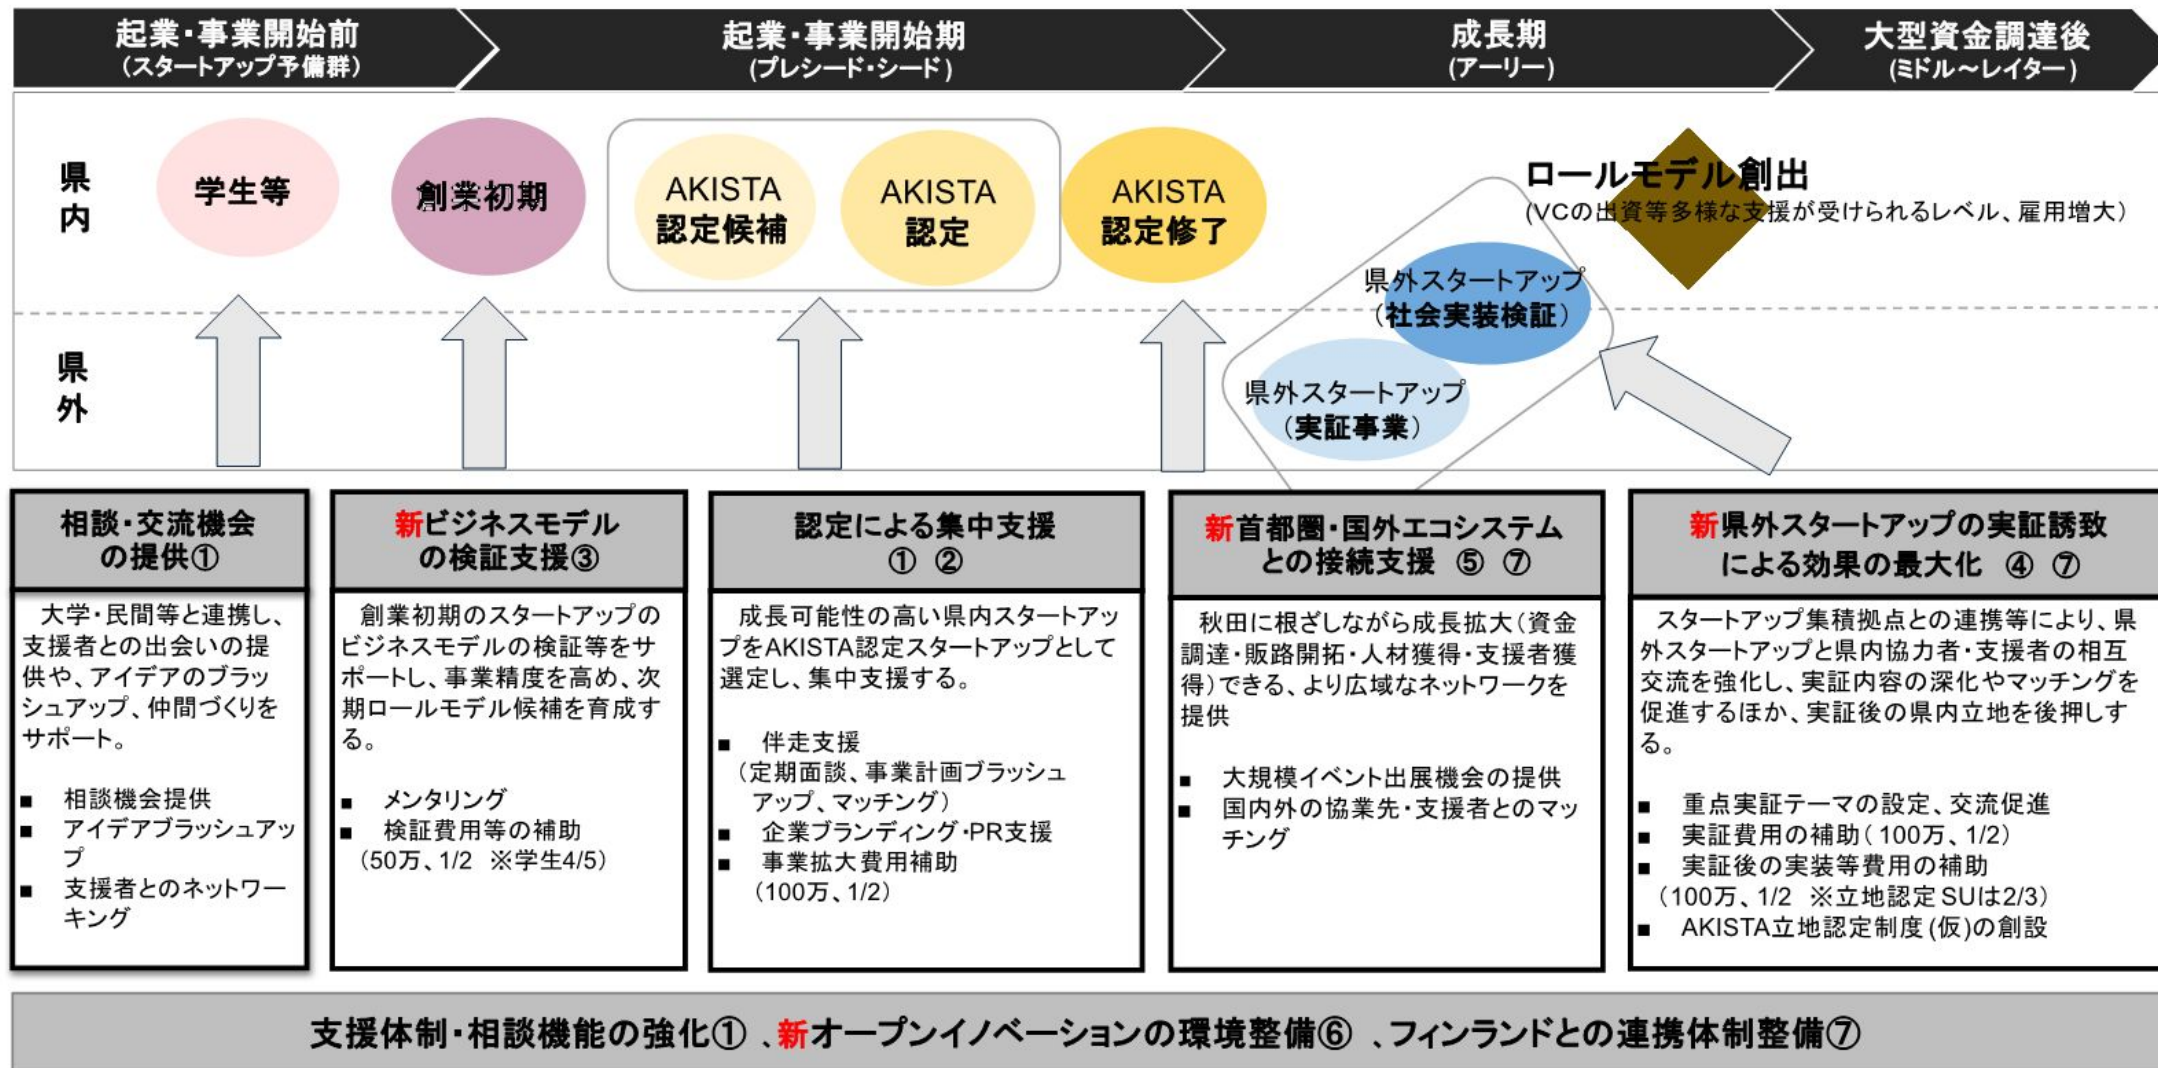 起業・事業開始前
(スタートアップ予備群)
起業・事業開始期
(プレシード・シード)
成長期
(アーリー)
大型資金調達後
(ミドル～レイター)
県内
学生等
創業初期
AKISTA
認定候補
AKISTA
認定
AKISTA
認定修了
ロールモデル創出
(VCの出資等多様な支援が受けられるレベル、雇用増大)
県外スタートアップ
(社会実装検証)
県外
県外スタートアップ
(実証事業)
相談・交流機会
の提供①
大学・民間等と連携し、
支援者との出会いの提
供や、アイデアのブラッ
シュアップ、仲間づくりを
サポート。
■ 相談機会提供
■ アイデアブラッシュアッ
プ
■ 支援者とのネットワー
キング
新ビジネスモデル
の検証支援③
創業初期のスタートアップの
ビジネスモデルの検証等をサ
ポートし、事業精度を高め、次
期ロールモデル候補を育成す
る。
■ メンタリング
■ 検証費用等の補助
(50万、1/2 ※学生4/5)
認定による集中支援
① ②
成長可能性の高い県内スタートアッ
プをAKISTA認定スタートアップとして
選定し、集中支援する。
■ 伴走支援
(定期面談、事業計画ブラッシュ
アップ、マッチング)
■ 企業ブランディング・PR支援
■ 事業拡大費用補助
(100万、1/2)
新首都圏・国外エコシステム
との接続支援 ⑤ ⑦
秋田に根ざしながら成長拡大(資金
調達・販路開拓・人材獲得・支援者獲
得)できる、より広域なネットワークを
提供
■ 大規模イベント出展機会の提供
■ 国内外の協業先・支援者とのマッ
チング
新県外スタートアップの実証誘致
による効果の最大化 ④ ⑦
スタートアップ集積拠点との連携等により、県
外スタートアップと県内協力者・支援者の相互
交流を強化し、実証内容の深化やマッチングを
促進するほか、実証後の県内立地を後押しす
る。
■ 重点実証テーマの設定、交流促進
■ 実証費用の補助(100万、1/2)
■ 実証後の実装等費用の補助
(100万、1/2 ※立地認定SUは2/3)
■ AKISTA立地認定制度(仮)の創設
支援体制・相談機能の強化①、新オープンイノベーションの環境整備⑥、フィンランドとの連携体制整備⑦